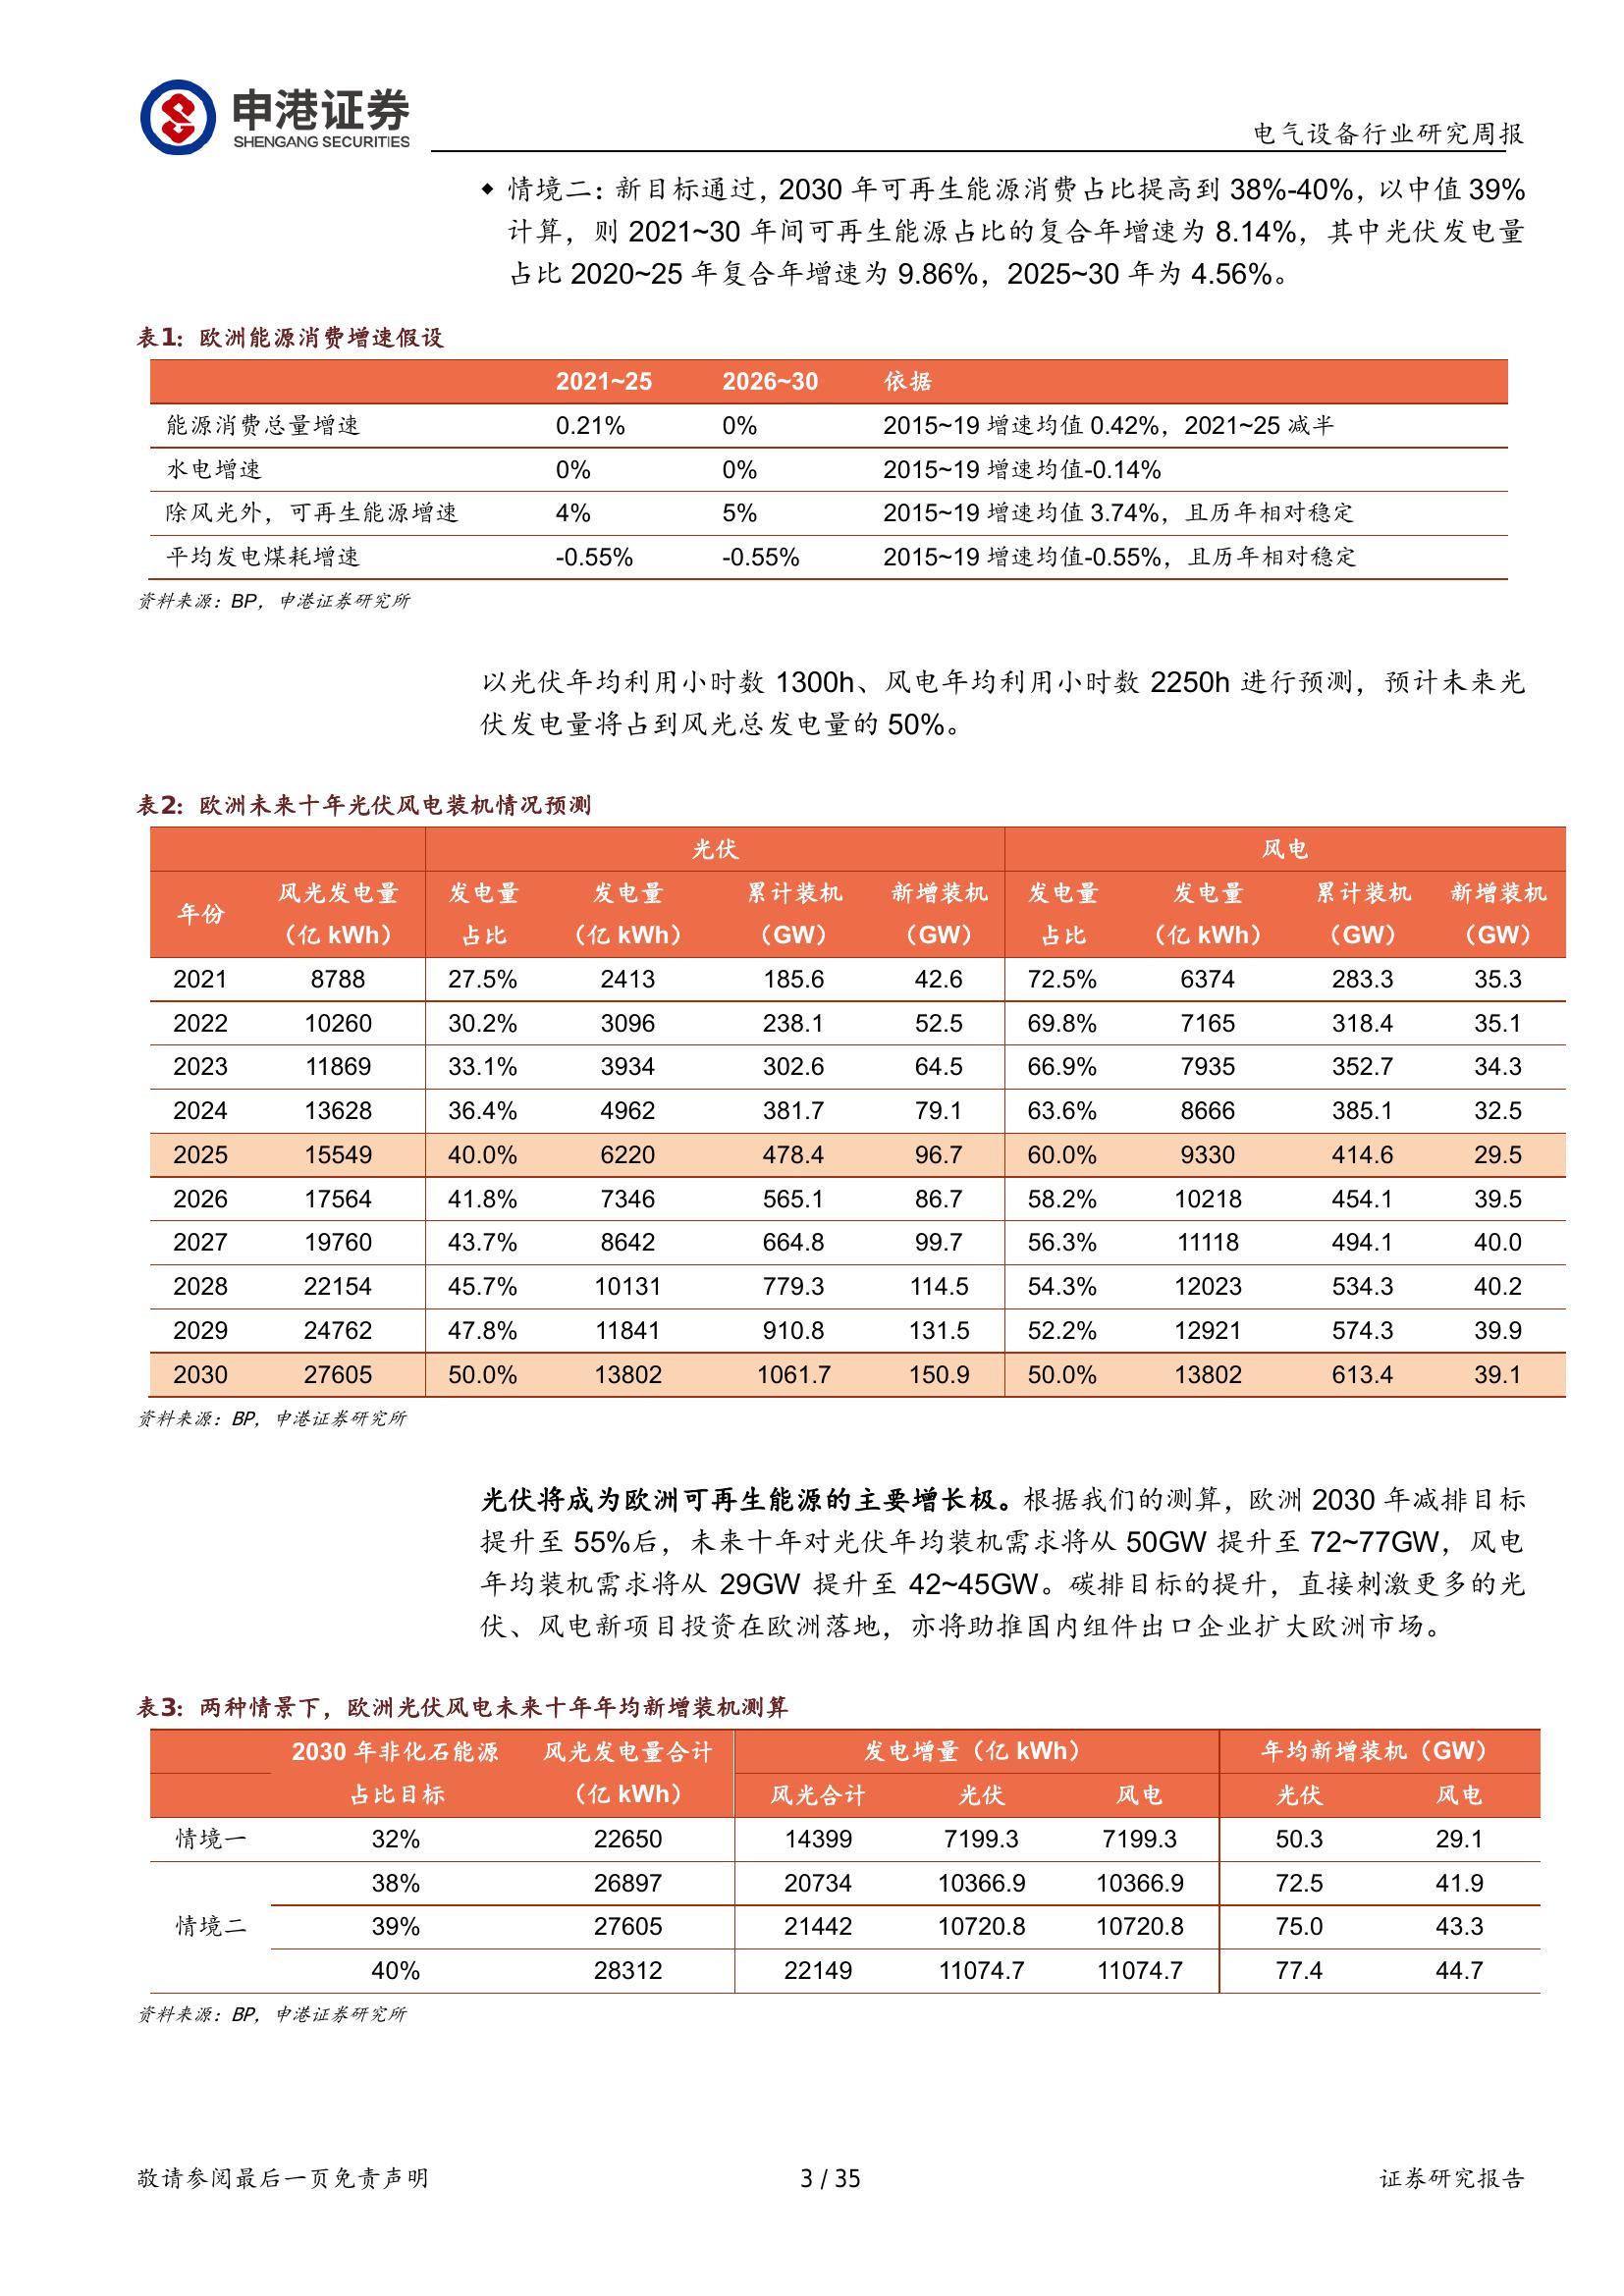 申港证券
SHENGANG SECURITIES
电气设备行业研究周报
◆ 情境二：新目标通过，2030 年可再生能源消费占比提高到 38%-40%，以中值 39%
计算，则 2021~30 年间可再生能源占比的复合年增速为 8.14%，其中光伏发电量
占比 2020~25 年复合年增速为 9.86%，2025~30 年为 4.56%。
表1：欧洲能源消费增速假设
2021~25 2026~30 依据
能源消费总量增速 0.21% 0% 2015~19 增速均值 0.42%，2021~25 减半
水电增速 0% 0% 2015~19 增速均值-0.14%
除风光外，可再生能源增速 4% 5% 2015~19 增速均值 3.74%，且历年相对稳定
平均发电煤耗增速 -0.55% -0.55% 2015~19 增速均值-0.55%，且历年相对稳定
资料来源：BP，申港证券研究所
以光伏年均利用小时数 1300h、风电年均利用小时数 2250h 进行预测，预计未来光
伏发电量将占到风光总发电量的 50%。
表2：欧洲未来十年光伏风电装机情况预测
光伏 风电
年份 风光发电量 发电量 发电量 累计装机 新增装机 发电量 发电量 累计装机 新增装机
（亿 kWh） 占比 （亿 kWh） （GW） （GW） 占比 （亿 kWh） （GW） （GW）
2021 8788 27.5% 2413 185.6 42.6 72.5% 6374 283.3 35.3
2022 10260 30.2% 3096 238.1 52.5 69.8% 7165 318.4 35.1
2023 11869 33.1% 3934 302.6 64.5 66.9% 7935 352.7 34.3
2024 13628 36.4% 4962 381.7 79.1 63.6% 8666 385.1 32.5
2025 15549 40.0% 6220 478.4 96.7 60.0% 9330 414.6 29.5
2026 17564 41.8% 7346 565.1 86.7 58.2% 10218 454.1 39.5
2027 19760 43.7% 8642 664.8 99.7 56.3% 11118 494.1 40.0
2028 22154 45.7% 10131 779.3 114.5 54.3% 12023 534.3 40.2
2029 24762 47.8% 11841 910.8 131.5 52.2% 12921 574.3 39.9
2030 27605 50.0% 13802 1061.7 150.9 50.0% 13802 613.4 39.1
资料来源：BP，申港证券研究所
光伏将成为欧洲可再生能源的主要增长极。根据我们的测算，欧洲 2030 年减排目标
提升至 55%后，未来十年对光伏年均装机需求将从 50GW 提升至 72~77GW，风电
年均装机需求将从 29GW 提升至 42~45GW。碳排目标的提升，直接刺激更多的光
伏、风电新项目投资在欧洲落地，亦将助推国内组件出口企业扩大欧洲市场。
表3：两种情景下，欧洲光伏风电未来十年年均新增装机测算
2030 年非化石能源 风光发电量合计 发电增量（亿 kWh） 年均新增装机（GW）
占比目标 （亿 kWh） 风光合计 光伏 风电 光伏 风电
情境一 32% 22650 14399 7199.3 7199.3 50.3 29.1
38% 26897 20734 10366.9 10366.9 72.5 41.9
情境二 39% 27605 21442 10720.8 10720.8 75.0 43.3
40% 28312 22149 11074.7 11074.7 77.4 44.7
资料来源：BP，申港证券研究所
敬请参阅最后一页免责声明 3 / 35 证券研究报告